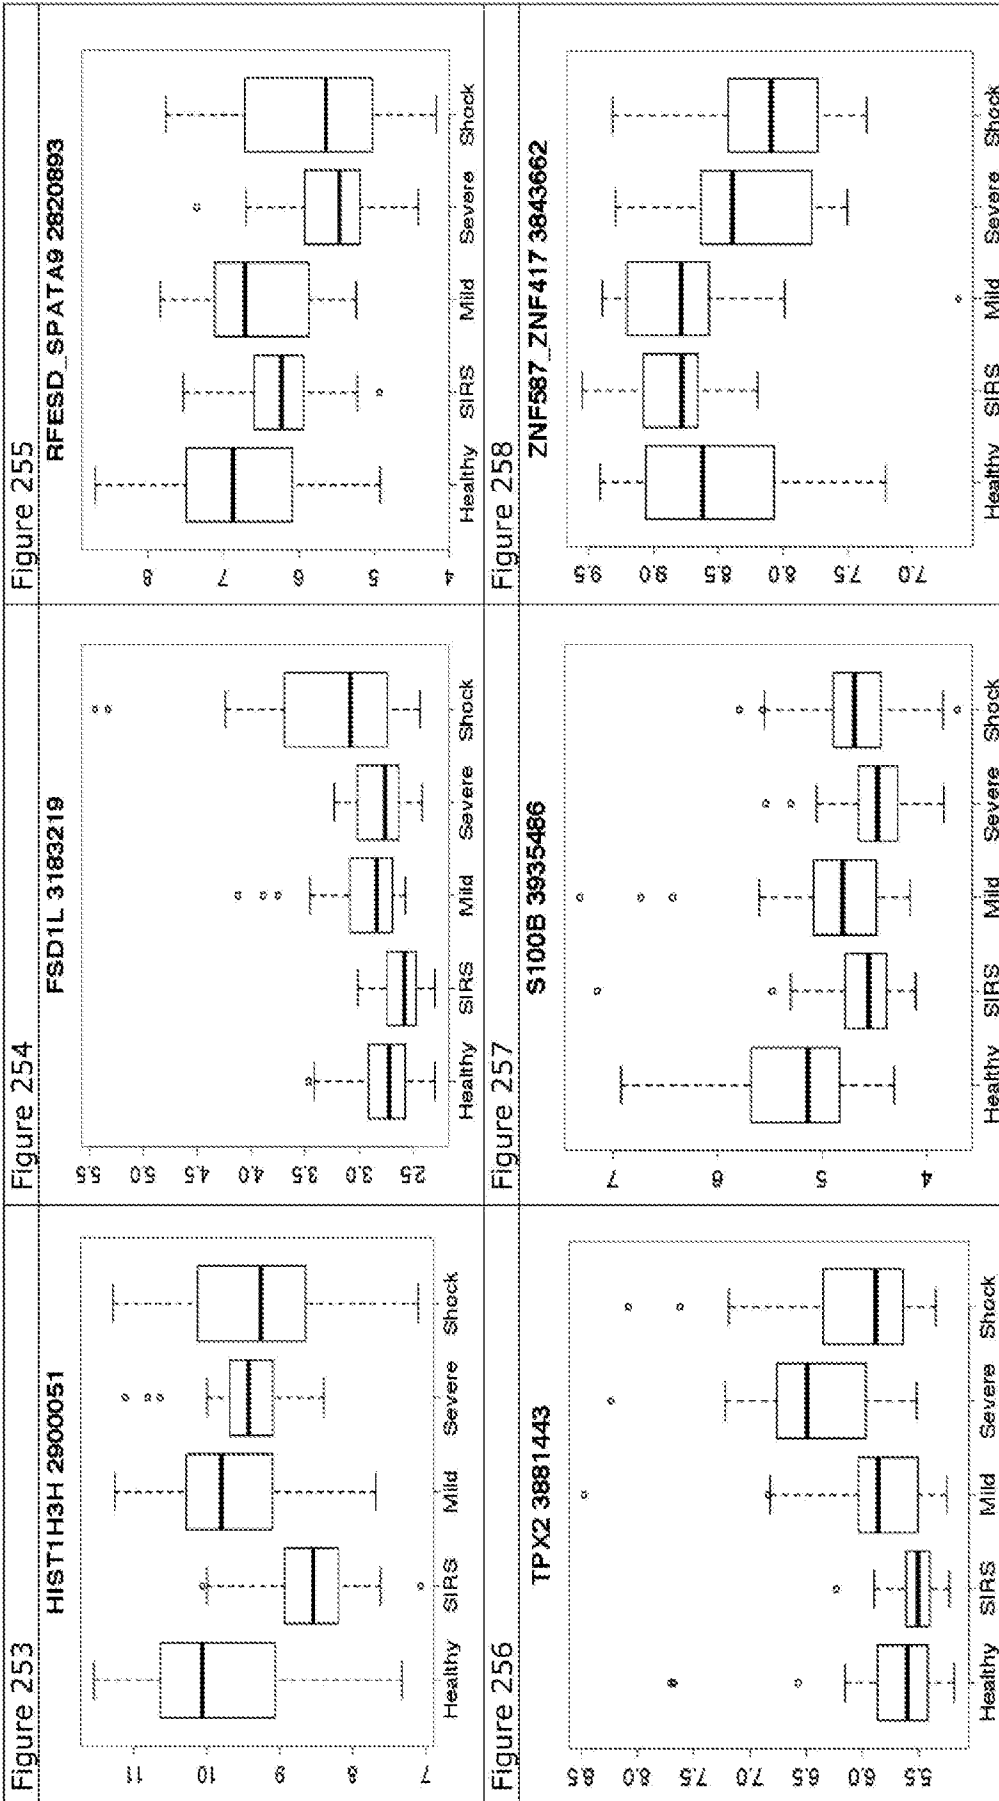 Figure 253
HIST1H3H 2900051
11
10
9
8
7
Healthy SIRS Mild Severe Shock
Figure 254
FSD1L 3183219
5.5
5.0
4.5
4.0
3.5
3.0
2.5
Healthy SIRS Mild Severe Shock
Figure 255
RFESD_SPATA9 2820893
8
7
6
5
4
Healthy SIRS Mild Severe Shock
Figure 256
TPX2 3881443
8.5
8.0
7.5
7.0
6.5
6.0
5.5
Healthy SIRS Mild Severe Shock
Figure 257
S100B 3935486
7
6
5
4
Healthy SIRS Mild Severe Shock
Figure 258
ZNF587_ZNF417 3843662
9.5
9.0
8.5
8.0
7.5
7.0
Healthy SIRS Mild Severe Shock